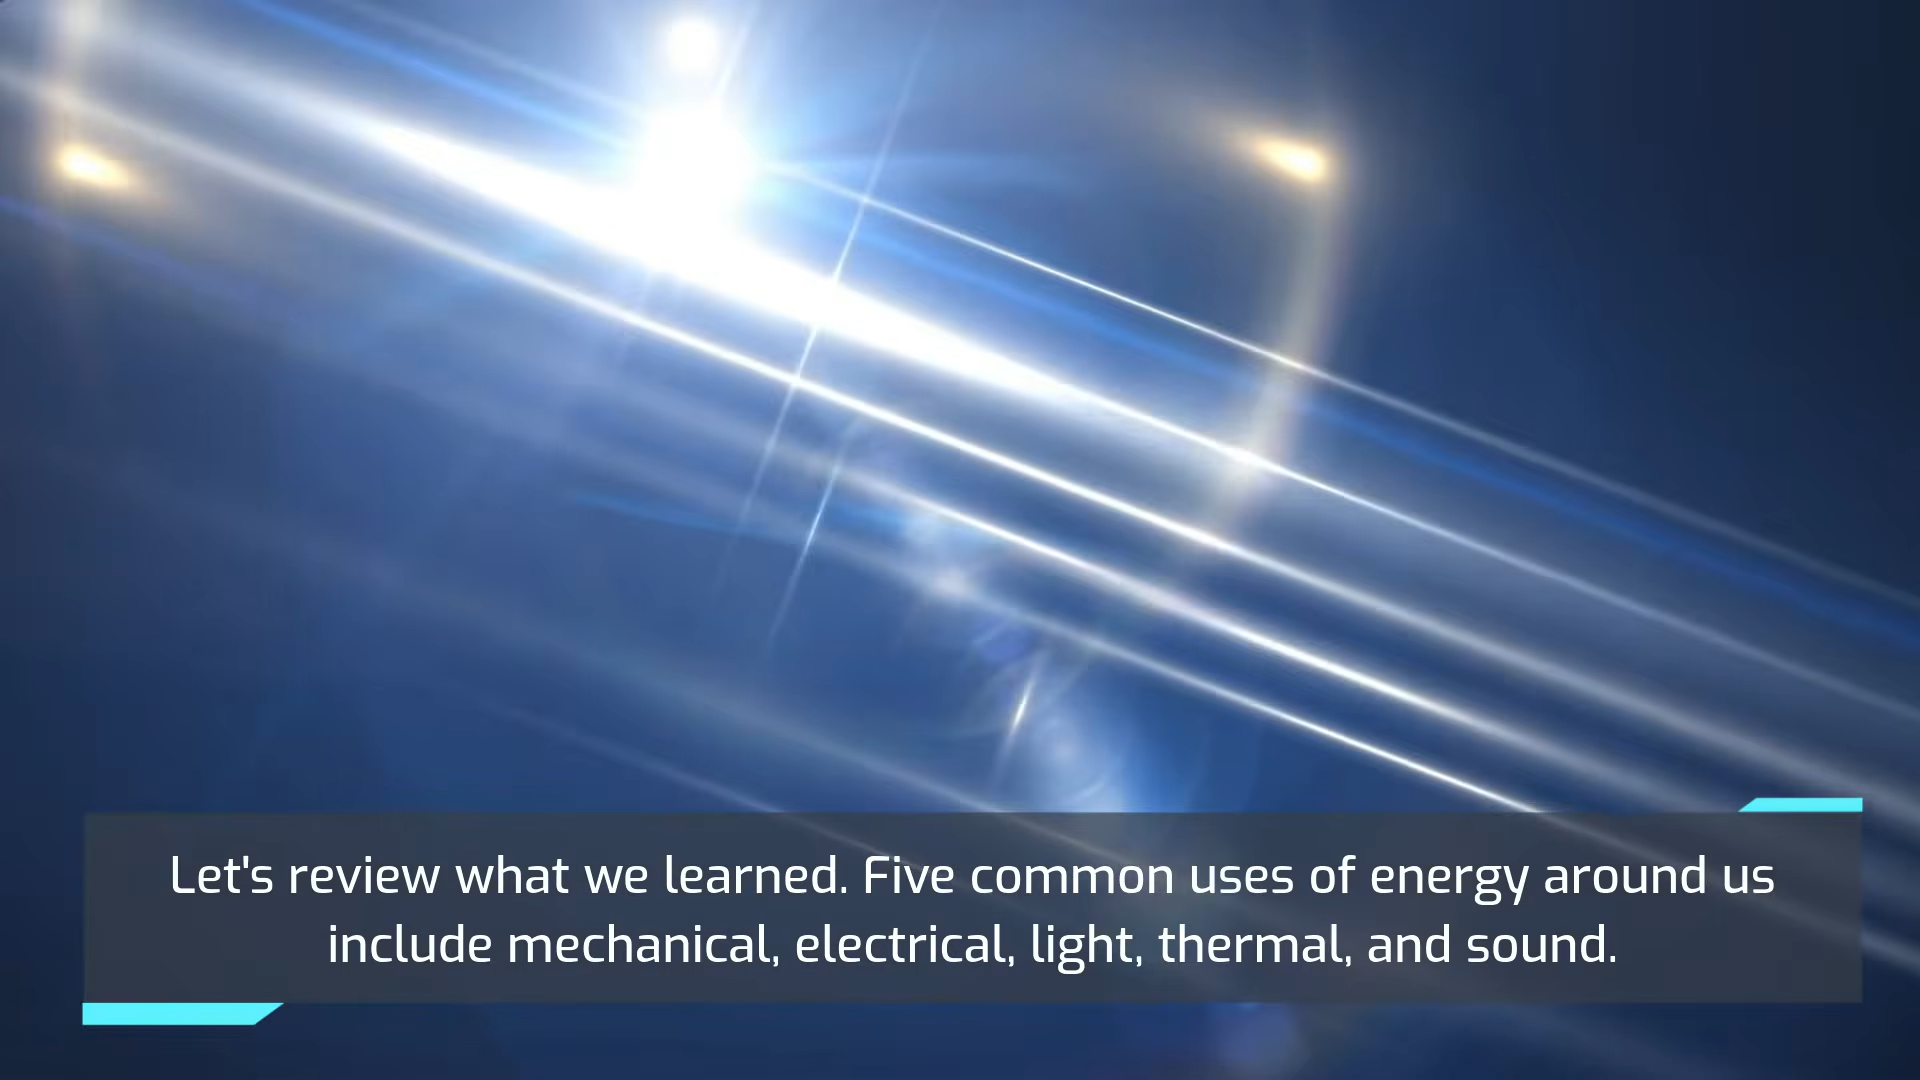 Let's review what we learned. Five common uses of energy around us
include mechanical, electrical, light, thermal, and sound.